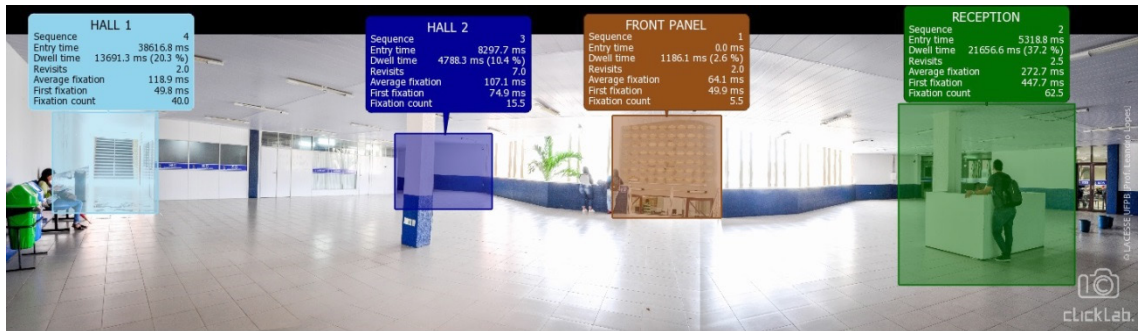 HALL 1
Sequence 4
Entry time 38616.8 ms
Dwell time 13691.3 ms (20.3 %)
Revisits 2.0
Average fixation 118.9 ms
First fixation 49.8 ms
Fixation count 40.0
HALL 2
Sequence 3
Entry time 8297.7 ms
Dwell time 4788.3 ms (10.4 %)
Revisits 7.0
Average fixation 107.1 ms
First fixation 74.9 ms
Fixation count 15.5
FRONT PANEL
Sequence 1
Entry time 0.0 ms
Dwell time 1186.1 ms (2.6 %)
Revisits 2.0
Average fixation 64.1 ms
First fixation 49.9 ms
Fixation count 5.5
RECEPTION
Sequence 2
Entry time 5318.8 ms
Dwell time 21656.6 ms (37.2 %)
Revisits 2.5
Average fixation 272.7 ms
First fixation 447.7 ms
Fixation count 62.5
© LACESSE UFPB
clickLab.